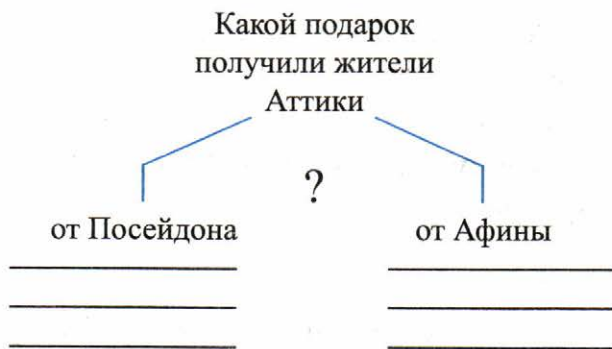 Какой подарок
получили жители
Аттики
?
от Посейдона
от Афины